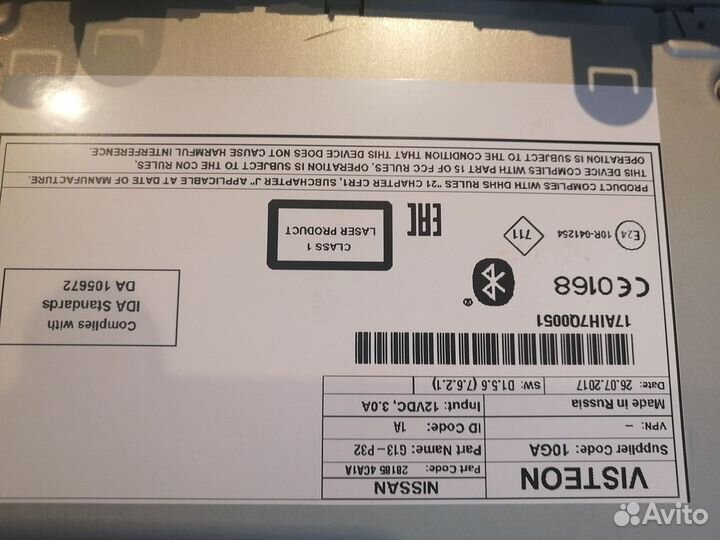 VISTEON
NISSAN
Part Code: 28185 4CA1A
Supplier Code: 10GA
Part Name: G13-P32
VPN: -
ID Code: 1A
Made in Russia
Input: 12VDC, 3.0A
Date: 26.07.2017
SW: D1.5.6 (7.6.2.1)
17AIH7Q0051
CE0168
Complies with
IDA Standards
DA 105672
E24
10R-041254
711
EAC
CLASS 1
LASER PRODUCT
PRODUCT COMPLIES WITH DHHS RULES "21 CHAPTER CFR1, SUBCHAPTER J" APPLICABLE AT DATE OF MANUFACTURE.
THIS DEVICE COMPLIES WITH PART 15 OF FCC RULES, OPERATION IS SUBJECT TO THE CON RULES.
OPERATION IS SUBJECT TO THE CONDITION THAT THIS DEVICE DOES NOT CAUSE HARMFUL INTERFERENCE.
Avito